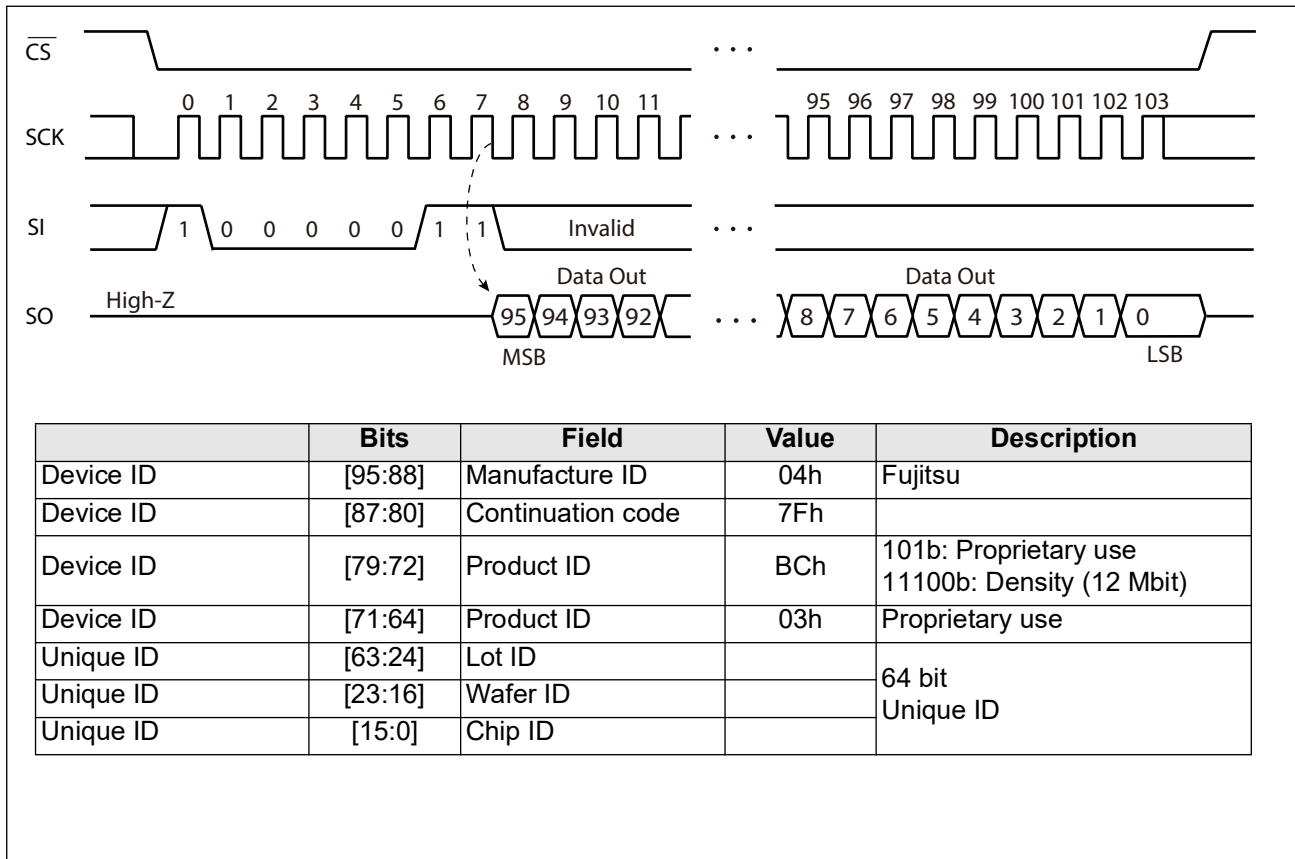 CS
. . .
0 1 2 3 4 5 6 7 8 9 10 11 95 96 97 98 99 100 101 102 103
SCK . . .
SI 1 0 0 0 0 0 1 1 Invalid . . .
Data Out Data Out
High-Z
SO 95 94 93 92 . . . 8 7 6 5 4 3 2 1 0
MSB LSB
Bits Field Value Description
Device ID [95:88] Manufacture ID 04h Fujitsu
Device ID [87:80] Continuation code 7Fh
Device ID [79:72] Product ID BCh 101b: Proprietary use
11100b: Density (12 Mbit)
Device ID [71:64] Product ID 03h Proprietary use
Unique ID [63:24] Lot ID
64 bit
Unique ID [23:16] Wafer ID
Unique ID
Unique ID [15:0] Chip ID